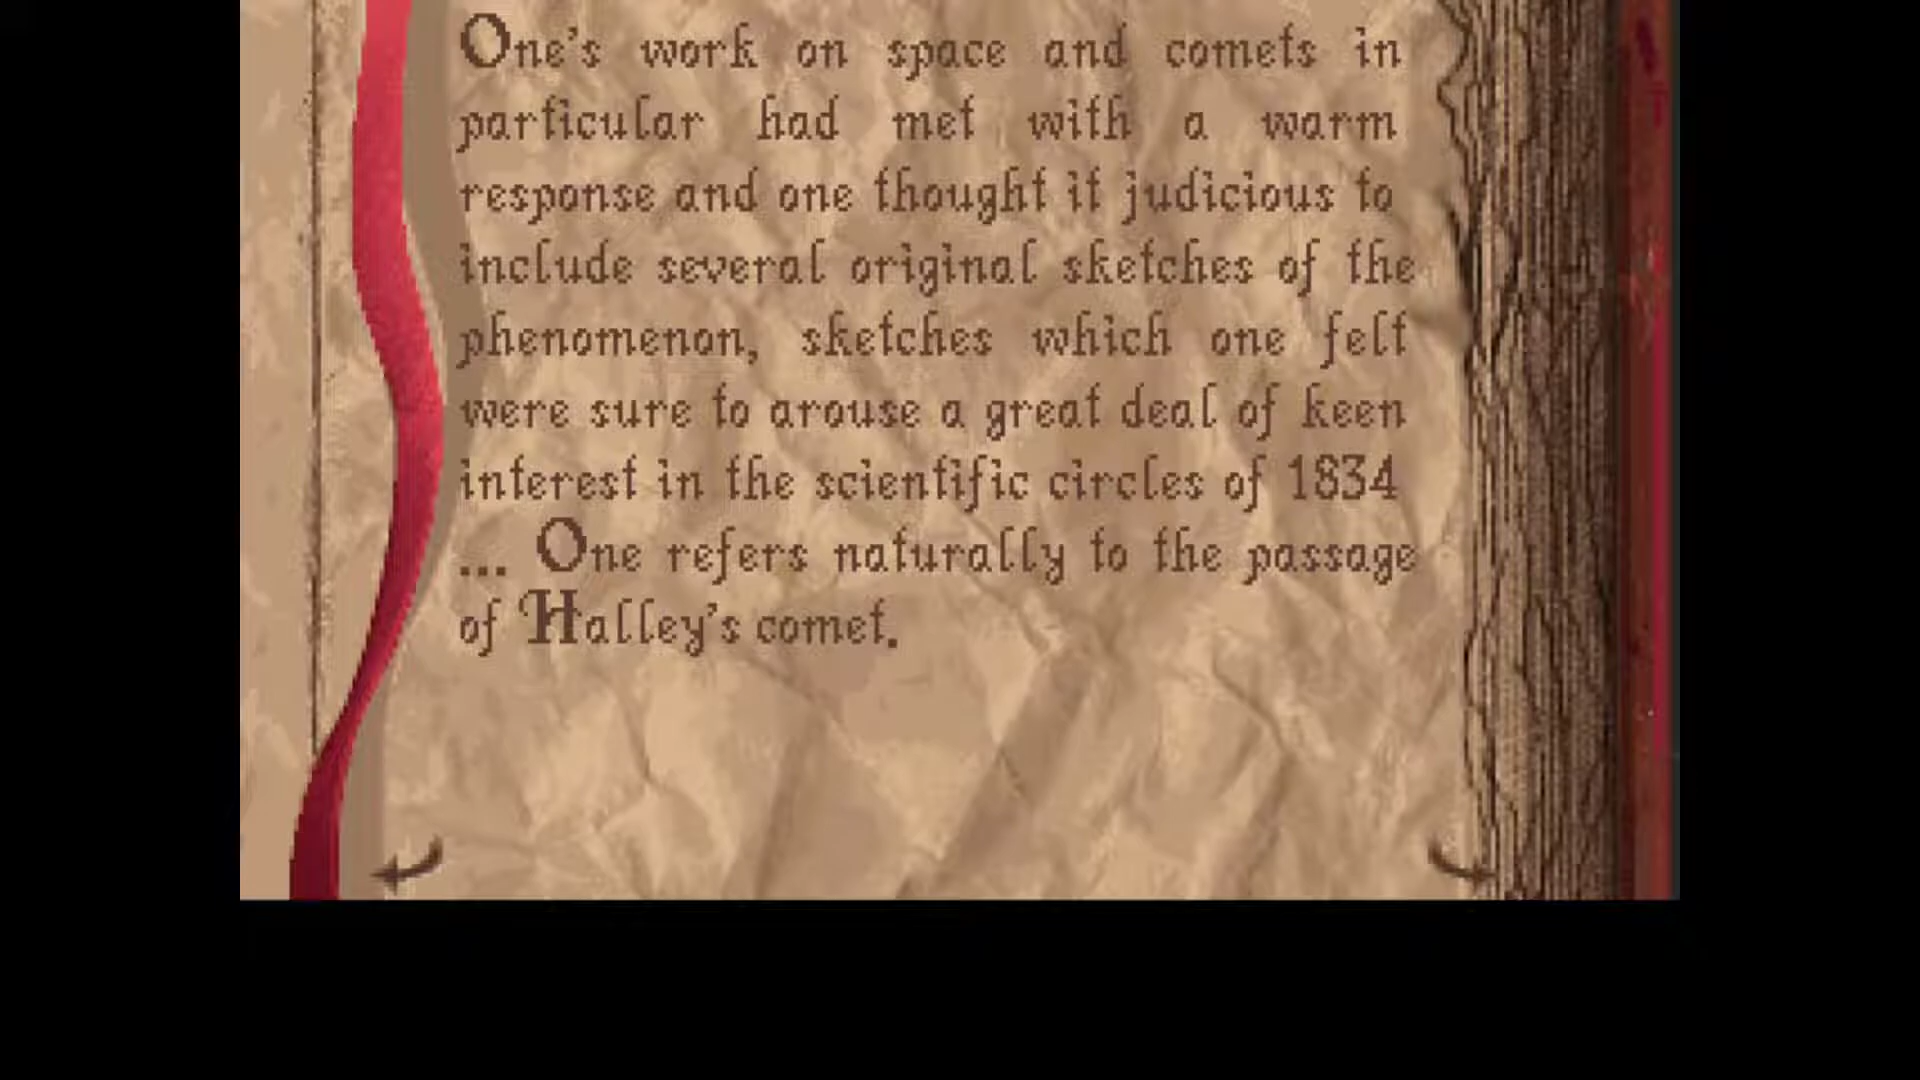 One's work on space and comets in
particular had met with a warm
response and one thought it judicious to
include several original sketches of the
phenomenon, sketches which one felt
were sure to arouse a great deal of keen
interest in the scientific circles of 1834
... One refers naturally to the passage
of Halley's comet.